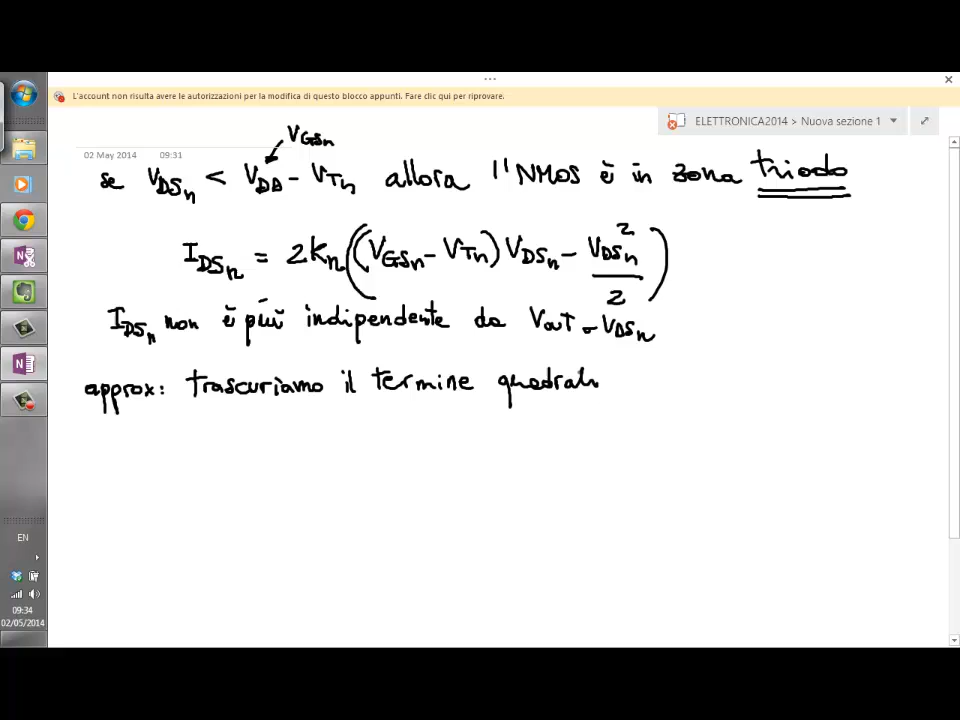 L'account non risulta avere le autorizzazioni per la modifica di questo blocco appunti. Fare clic qui per riprovare.
ELETTRONICA2014 > Nuova sezione 1
02 May 2014 09:31
VGSn
se VDSn < VDD - VTn allora l'NMOS è in zona triodo
IDSn = 2Kn((VGSn - VTn) VDSn - VDSn²/2)
IDSn non è più indipendente da VOUT = VDSn
approx: trascuriamo il termine quadrati
EN
09:34
02/05/2014